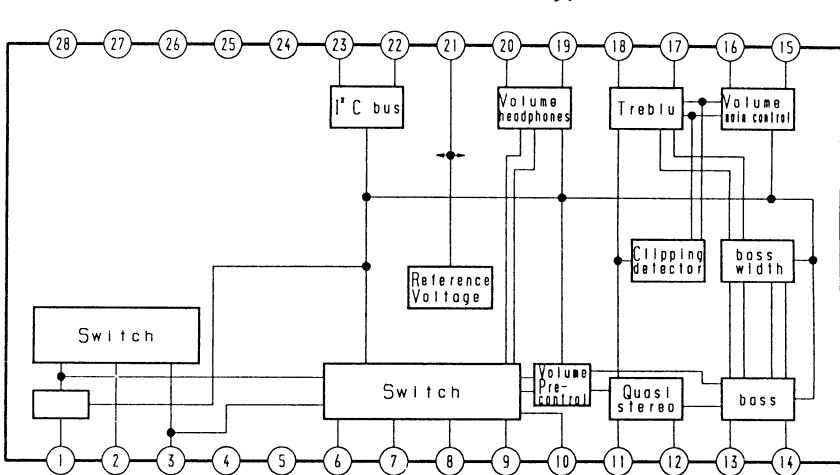 28 27 26 25 24 23 22 21 20 19 18 17 16 15
I²C bus
Volume
headphones
Treblu
Volume
main control
Reference
Voltage
Clipping
detector
bass
width
Switch
Switch
Volume
Pre-
control
Quasi
stereo
bass
1 2 3 4 5 6 7 8 9 10 11 12 13 14